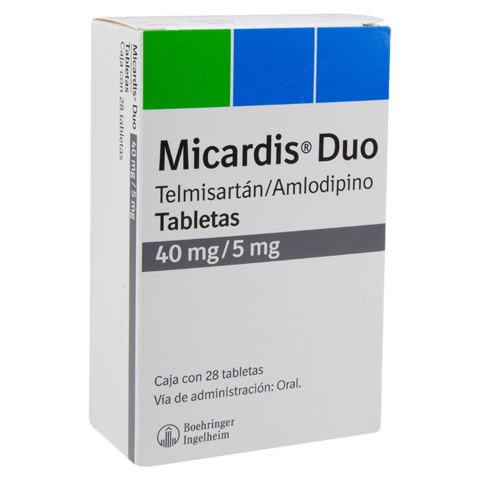 Micardis® Duo
Telmisartán/Amlodipino
Tabletas
40 mg/5 mg
Caja con 28 tabletas
Vía de administración: Oral.
Boehringer
Ingelheim
Micardis® Duo
Tabletas
Caja con 28 tabletas
40 mg/5 mg